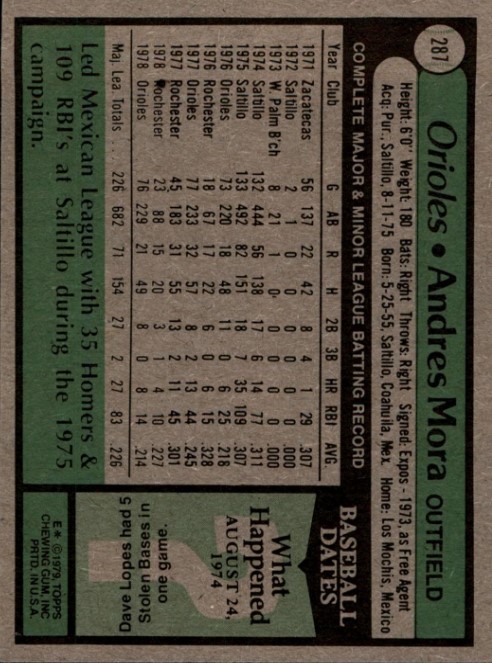 287
Orioles • Andres Mora OUTFIELD
Height: 6'0" Weight: 180 Bats: Right Throws: Right Signed: Expos - 1973, as Free Agent
Acq: Pur., Saltillo, 8-11-75 Born: 5-25-55, Saltillo, Coahuila, Mex. Home: Los Mochis, Mexico
COMPLETE MAJOR & MINOR LEAGUE BATTING RECORD
Year Club G AB R H 2B 3B HR RBI AVG
1971 Zacatecas 56 137 22 42 8 4 1 29 .307
1972 Saltillo 2 1 0 0 0 0 0 0 .000
1973 W. Palm B'ch 8 21 1 0 0 0 0 0 .000
1974 Saltillo 132 444 56 138 17 6 14 77 .311
1975 Saltillo 133 492 82 151 18 7 35 109 .307
1976 Orioles 73 220 18 48 11 0 6 25 .218
1976 Rochester 18 67 17 22 6 0 6 15 .328
1977 Orioles 77 233 32 57 8 2 13 44 .245
1977 Rochester 45 183 31 55 13 2 11 45 .301
1978 Rochester 23 88 15 20 3 1 4 10 .227
1978 Orioles 76 229 21 49 8 0 8 14 .214
Maj. Lea. Totals . . . 226 682 71 154 27 2 27 83 .226
Led Mexican League with 35 Homers &
109 RBI's at Saltillo during the 1975
campaign.
BASEBALL
DATES
What
Happened
AUGUST 24,
1974
Dave Lopes had 5
Stolen Bases in
one game.
E* © 1979, TOPPS
CHEWING GUM, INC
PRTD. IN U.S.A.